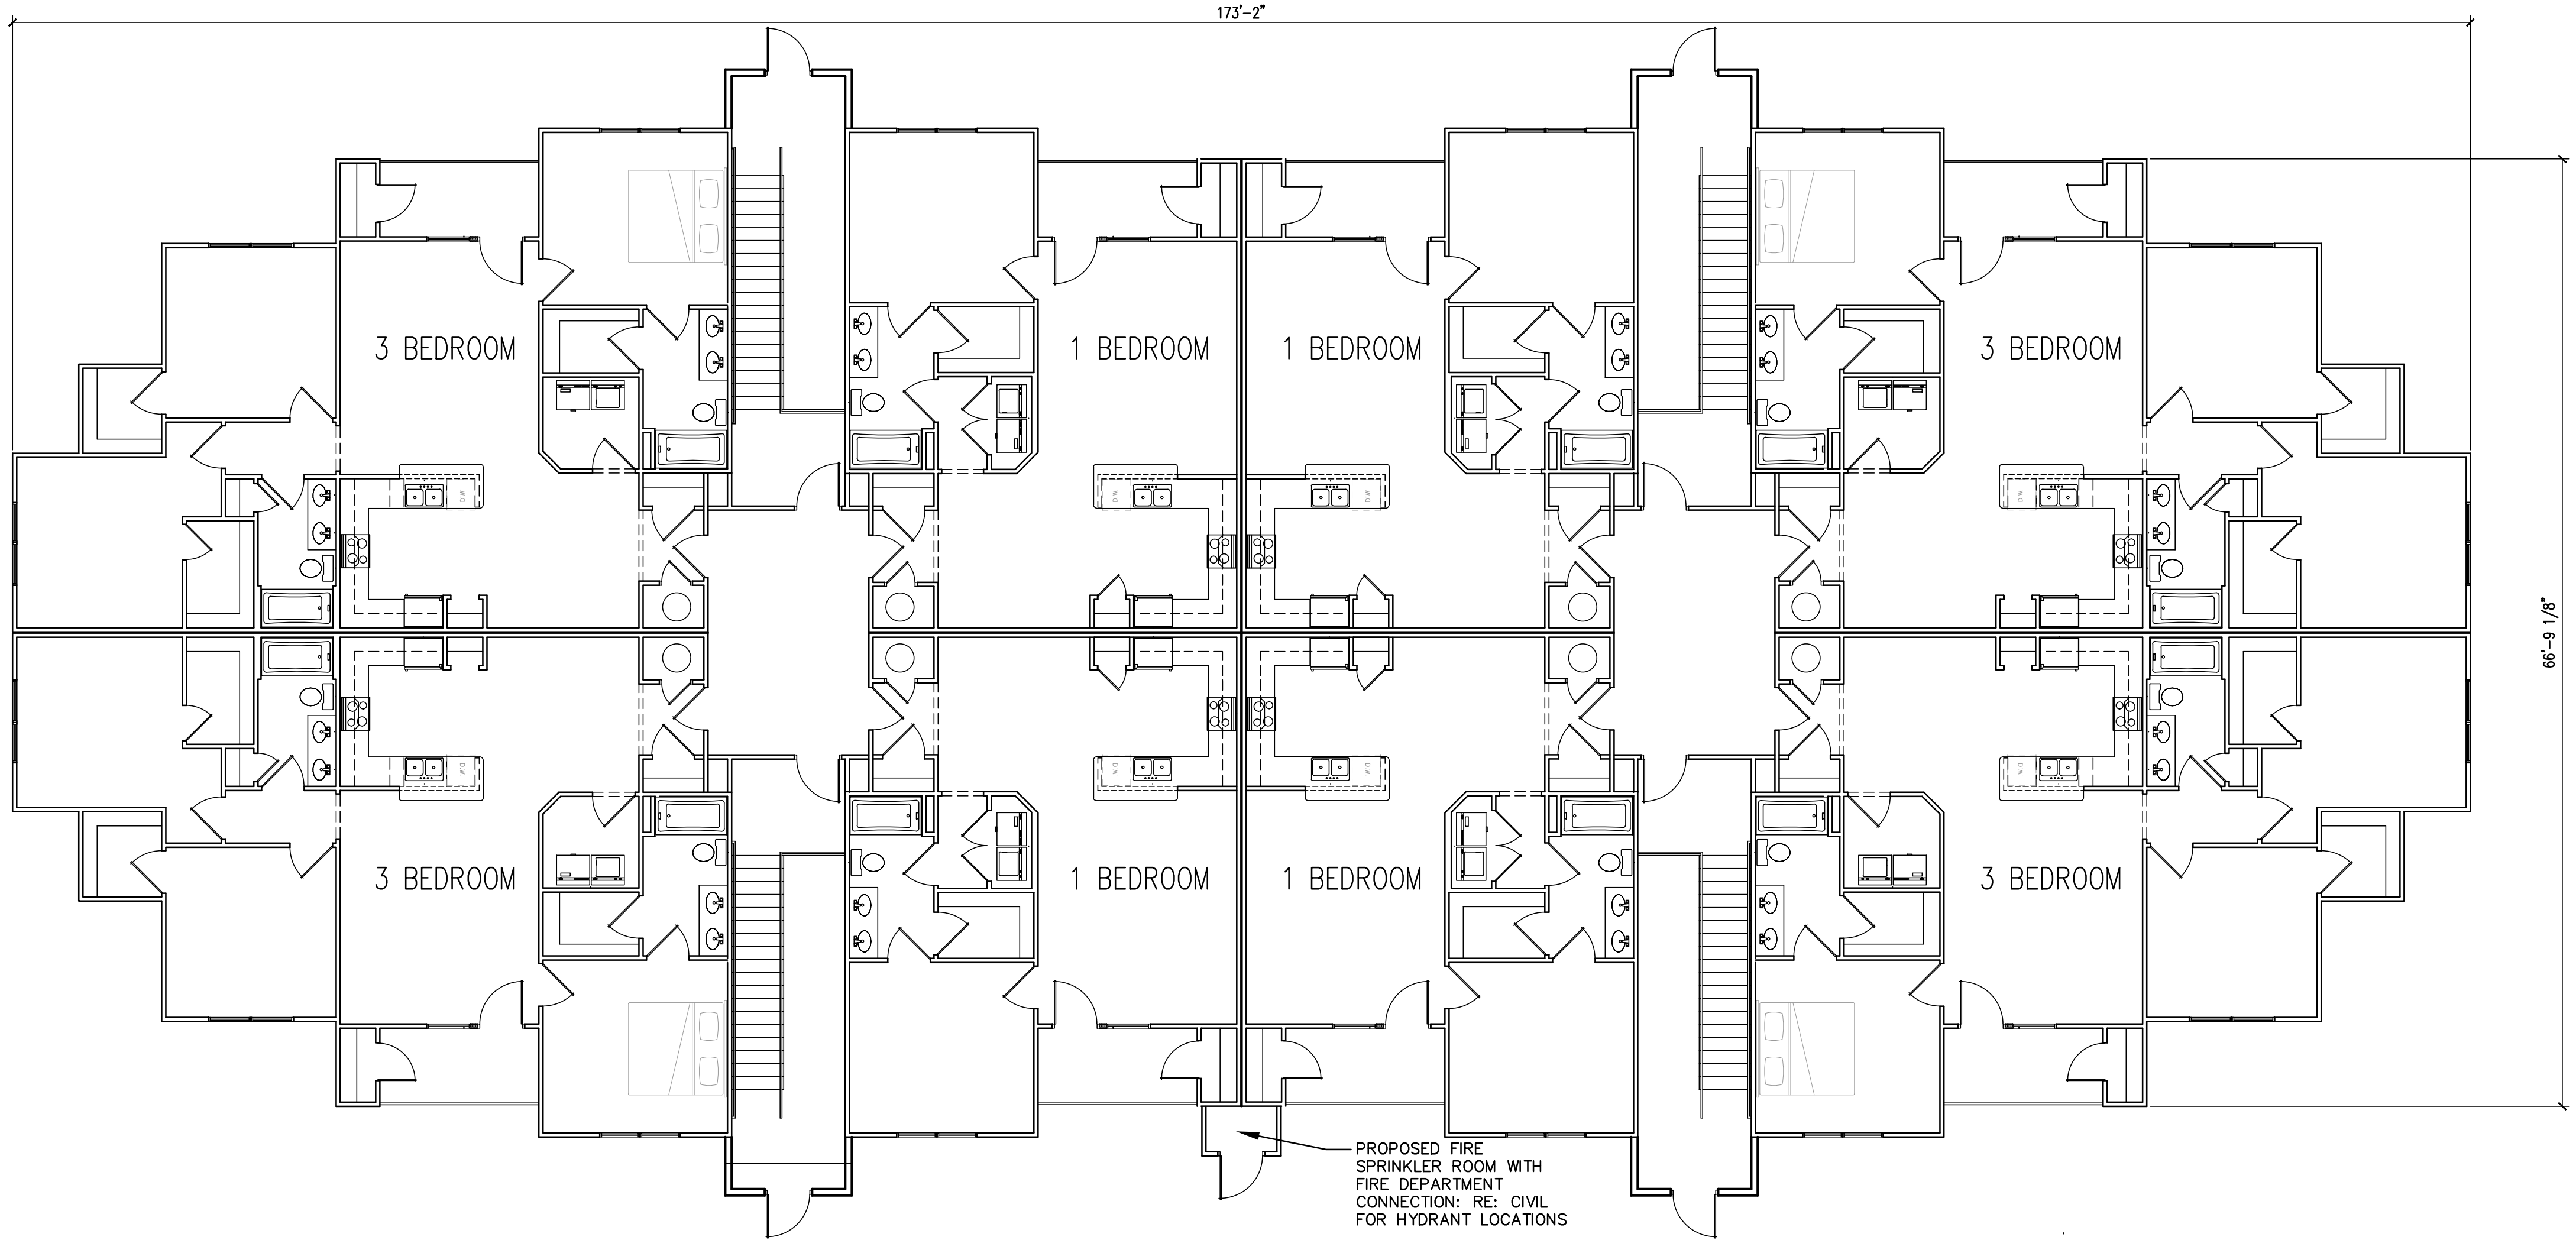 173'-2"
3 BEDROOM
1 BEDROOM
1 BEDROOM
3 BEDROOM
D.W.
D.W.
D.W.
D.W.
66'-9 1/8"
D.W.
D.W.
D.W.
D.W.
3 BEDROOM
1 BEDROOM
1 BEDROOM
3 BEDROOM
PROPOSED FIRE
SPRINKLER ROOM WITH
FIRE DEPARTMENT
CONNECTION: RE: CIVIL
FOR HYDRANT LOCATIONS